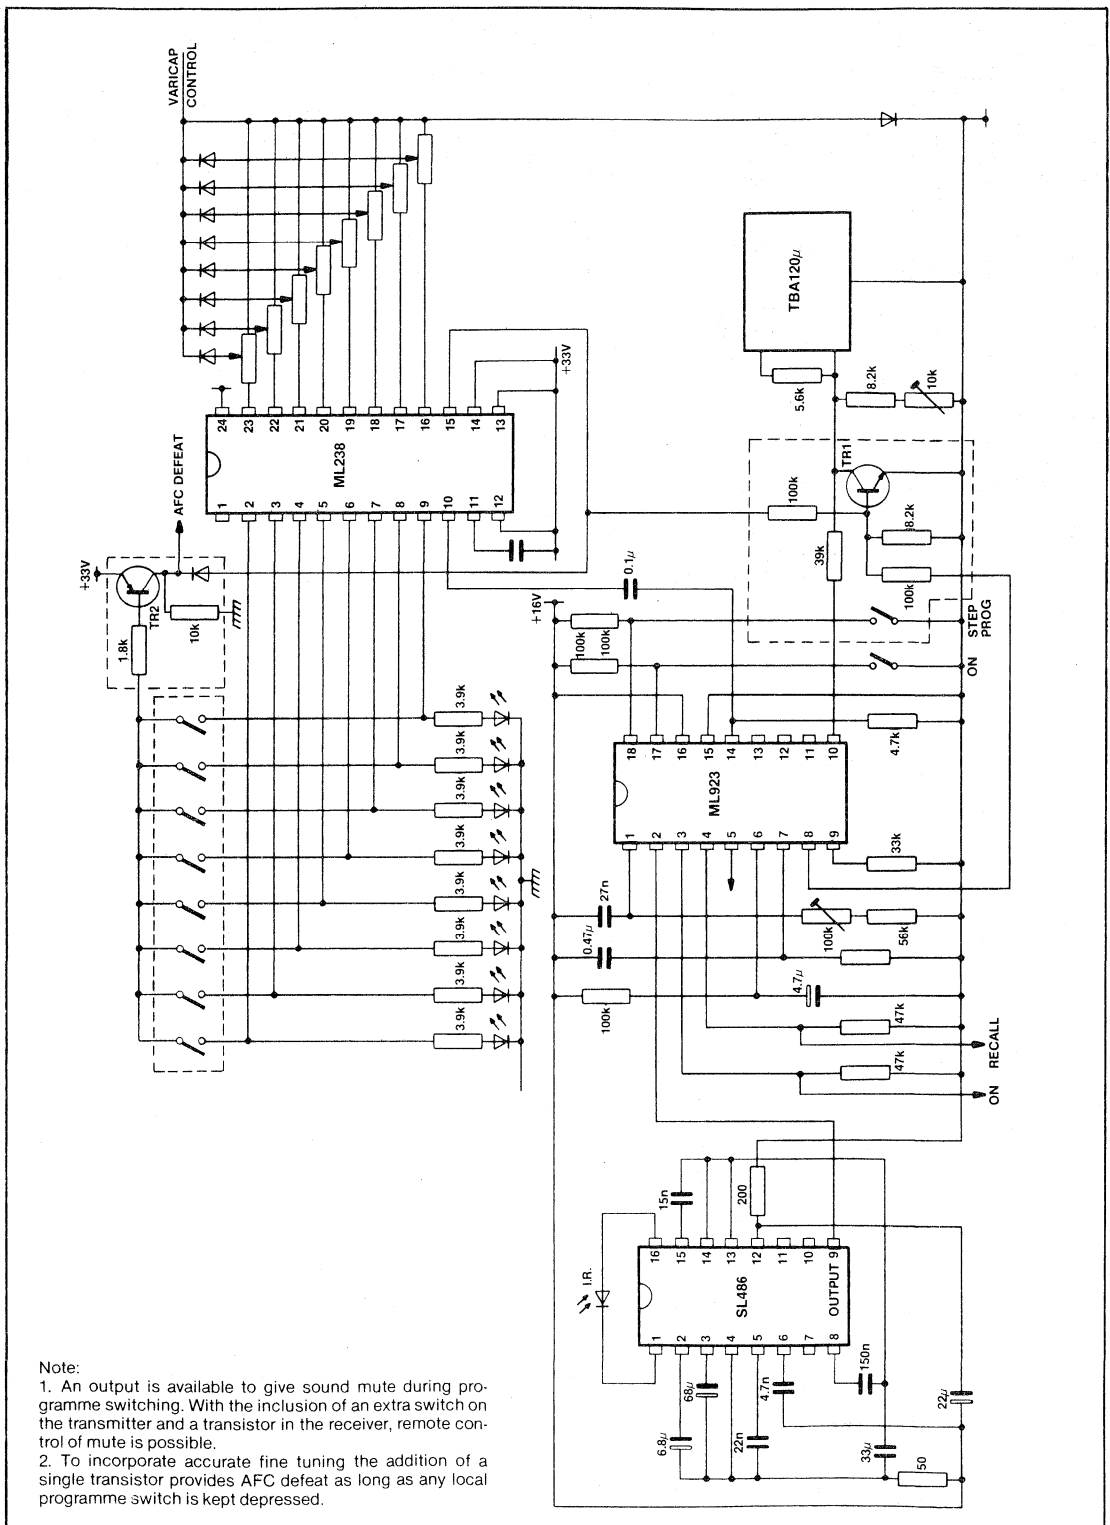 VARICAP
CONTROL
+33V
AFC DEFEAT
TR2
1.8k
10k
ML238
24
23
22
21
20
19
18
17
16
15
14
13
1
2
3
4
5
6
7
8
9
10
11
12
+33V
3.9k
3.9k
3.9k
3.9k
3.9k
3.9k
3.9k
3.9k
TBA120µ
5.6k
8.2k
10k
TR1
100k
39k
8.2k
100k
0.1µ
+16V
100k
100k
100k
STEP
PROG
ON
ML923
18
17
16
15
14
13
12
11
10
1
2
3
4
5
6
7
8
9
4.7k
33k
27n
0.47µ
100k
56k
100k
4.7µ
47k
47k
RECALL
ON
I.R.
15n
200
SL486
16
15
14
13
12
11
10
9
OUTPUT
1
2
3
4
5
6
7
8
6.8µ
68µ
22n
4.7n
150n
33µ
50
22µ
Note:
1. An output is available to give sound mute during pro-
gramme switching. With the inclusion of an extra switch on
the transmitter and a transistor in the receiver, remote con-
trol of mute is possible.
2. To incorporate accurate fine tuning the addition of a
single transistor provides AFC defeat as long as any local
programme switch is kept depressed.